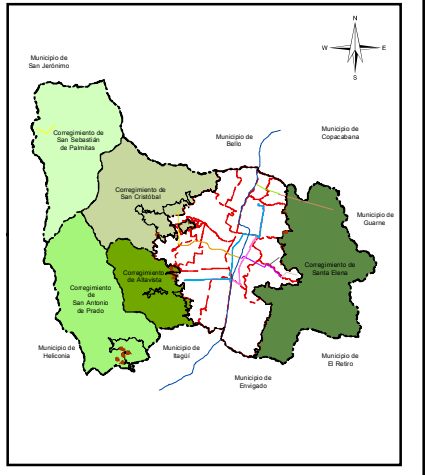 N
W
E
S
Municipio de
San Jerónimo
Corregimiento de
San Sebastián
de Palmitas
Municipio de
Bello
Municipio de
Copacabana
Corregimiento de
San Cristóbal
Municipio de
Guarne
Corregimiento de
Santa Elena
Corregimiento
de Altavista
Corregimiento
de
San Antonio
de Prado
Municipio de
Heliconia
Municipio de
Itagüí
Municipio de
El Retiro
Municipio de
Envigado